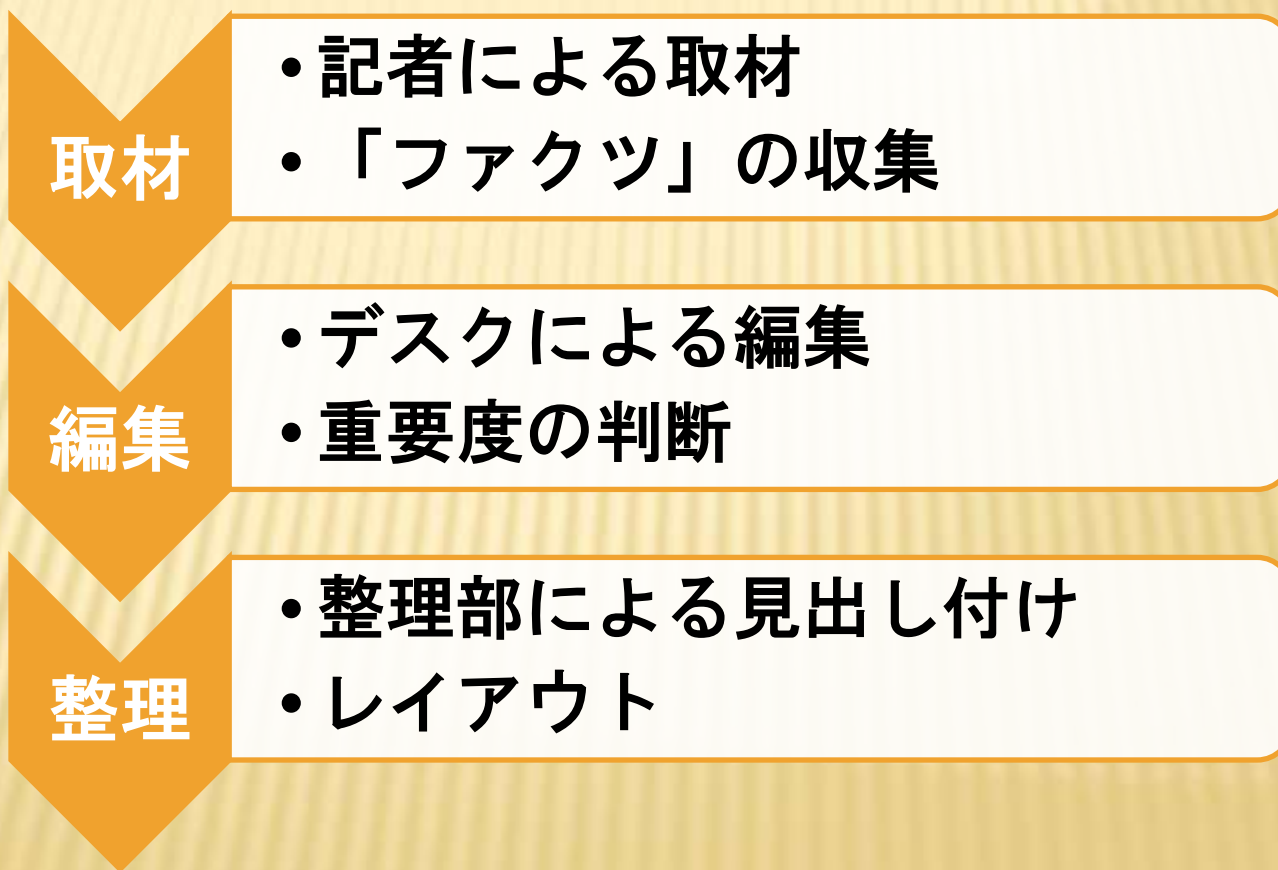 取材
•記者による取材
•「ファクツ」の収集
編集
•デスクによる編集
•重要度の判断
整理
•整理部による見出し付け
•レイアウト